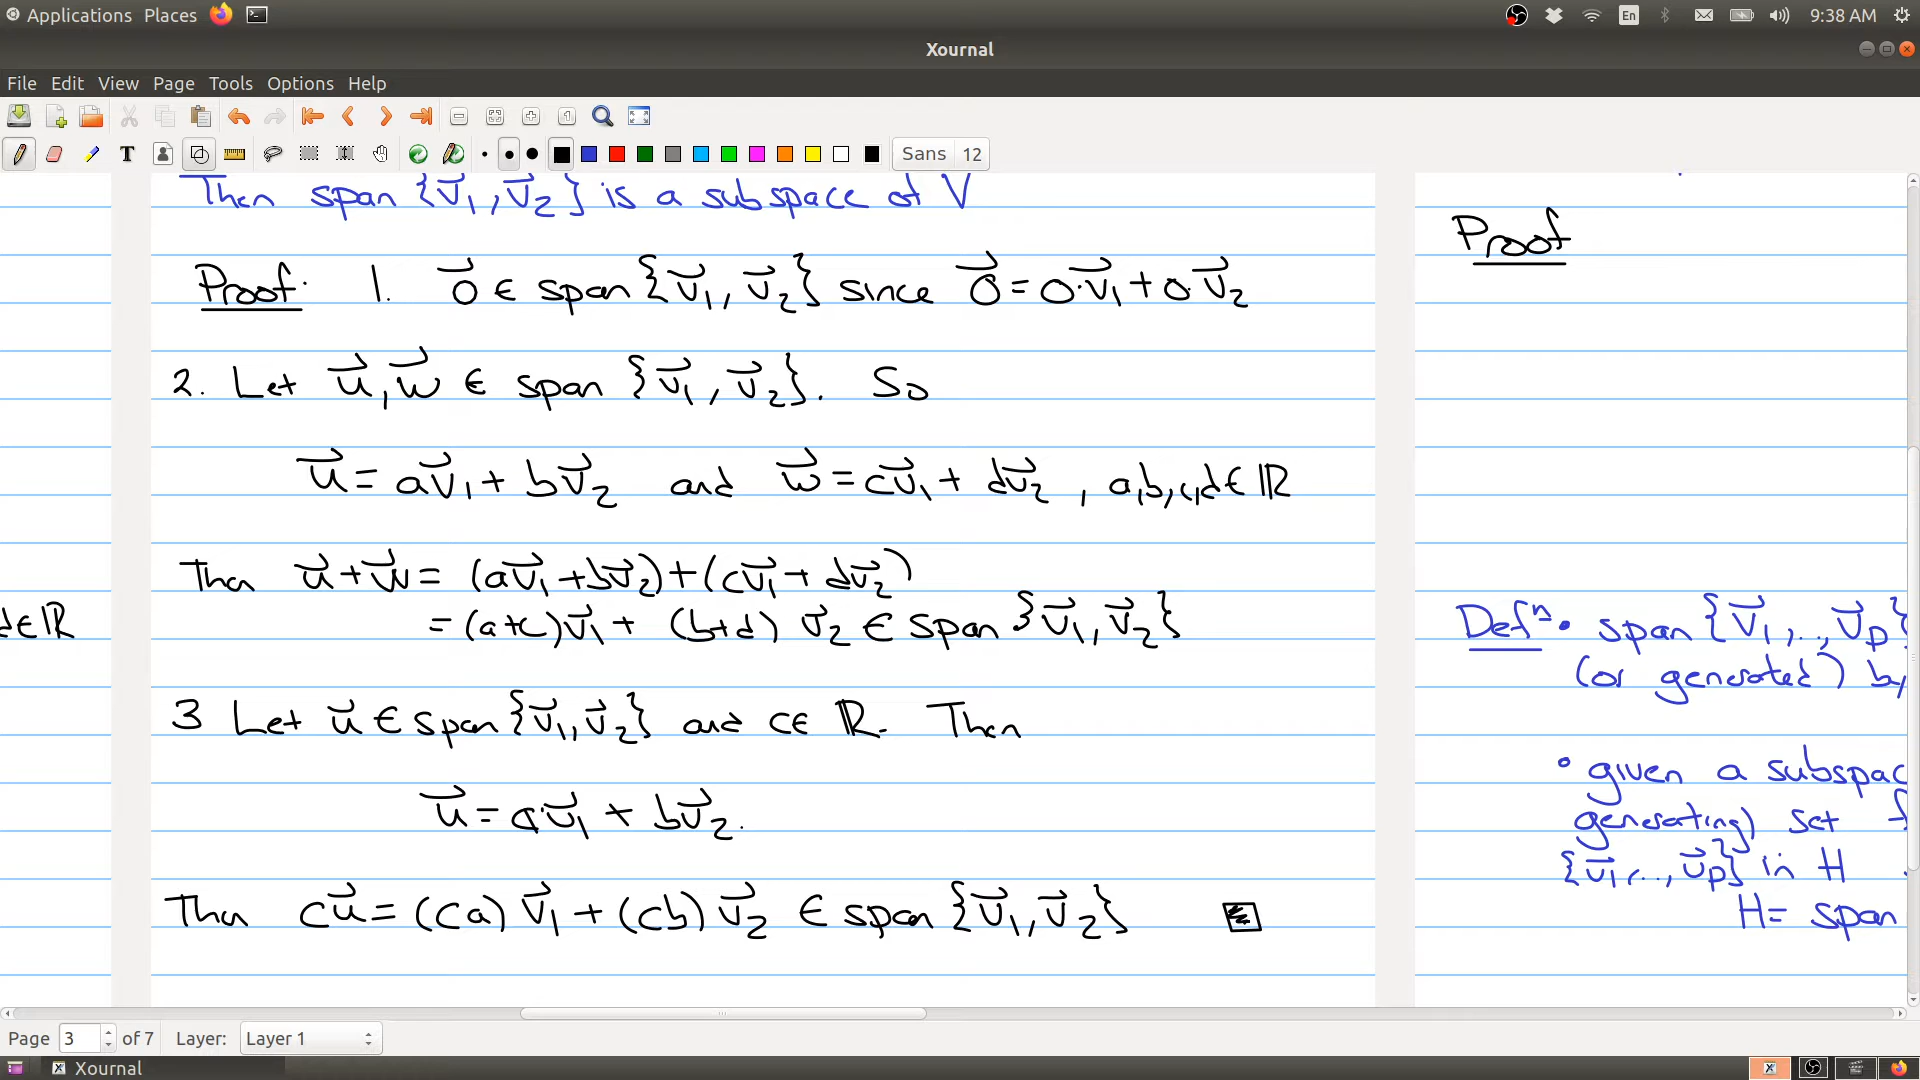 Applications Places
En
9:38 AM
Xournal
File Edit View Page Tools Options Help
Sans 12
Then span {v⃗₁, v⃗₂} is a subspace of V
Proof: 1. 0⃗ ∈ span {v⃗₁, v⃗₂} since 0⃗ = 0·v⃗₁ + 0·v⃗₂
2. Let u⃗, w⃗ ∈ span {v⃗₁, v⃗₂}. So
u⃗ = av⃗₁ + bv⃗₂ and w⃗ = cv⃗₁ + dv⃗₂ , a,b,c,d ∈ ℝ
Then u⃗ + w⃗ = (av⃗₁ + bv⃗₂) + (cv⃗₁ + dv⃗₂)
= (a+c)v⃗₁ + (b+d) v⃗₂ ∈ span {v⃗₁, v⃗₂}
3 Let u⃗ ∈ span {v⃗₁, v⃗₂} and c ∈ ℝ. Then
u⃗ = a·v⃗₁ + bv⃗₂.
Then cu⃗ = (ca) v⃗₁ + (cb) v⃗₂ ∈ span {v⃗₁, v⃗₂}
d ∈ ℝ
Proof
Defⁿ • span {v⃗₁, .., v⃗p}
(or generated) by
• given a subspac
generating) set f
{v⃗₁, .., v⃗p} in H
H = span
Page 3 of 7 Layer: Layer 1
Xournal